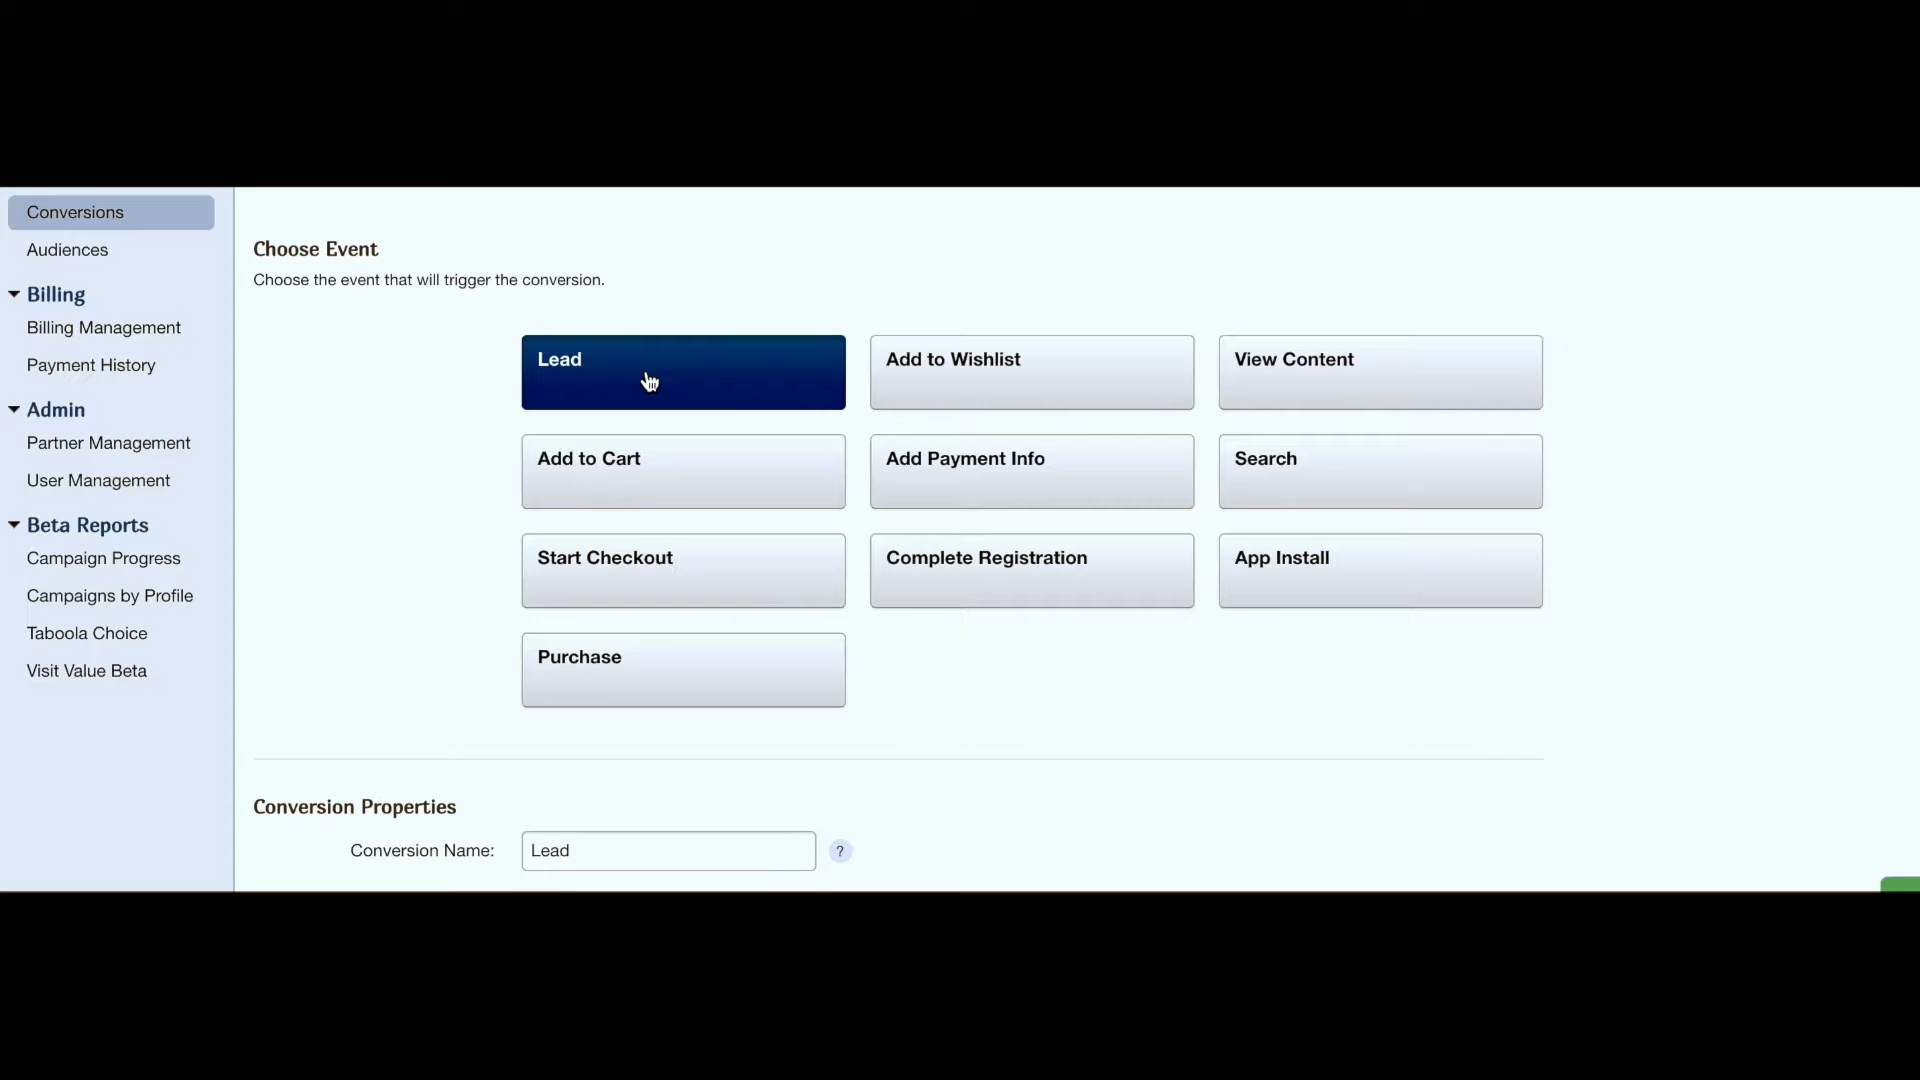 Conversions
Audiences
Billing
Billing Management
Payment History
Admin
Partner Management
User Management
Beta Reports
Campaign Progress
Campaigns by Profile
Taboola Choice
Visit Value Beta
Choose Event
Choose the event that will trigger the conversion.
Lead
Add to Wishlist
View Content
Add to Cart
Add Payment Info
Search
Start Checkout
Complete Registration
App Install
Purchase
Conversion Properties
Conversion Name: Lead ?